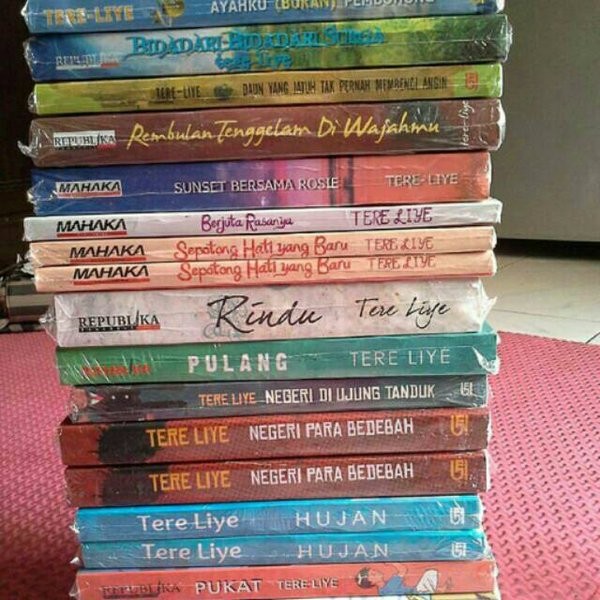 TERE-LIYE AYAHKU (BUKAN) PEMBOHONG
REPUBLIKA BIDADARI-BIDADARI SURGA
tere liye
TERE-LIYE DAUN YANG JATUH TAK PERNAH MEMBENCI ANGIN
REPUBLIKA Rembulan Tenggelam Di Wajahmu tere-liye
MAHAKA SUNSET BERSAMA ROSIE TERE-LIYE
MAHAKA Berjuta Rasanya TERE LIYE
MAHAKA Sepotong Hati yang Baru TERE LIYE
MAHAKA Sepotong Hati yang Baru TERE LIYE
REPUBLIKA Rindu Tere Liye
PULANG TERE LIYE
TERE LIYE NEGERI DI UJUNG TANDUK
TERE LIYE NEGERI PARA BEDEBAH
TERE LIYE NEGERI PARA BEDEBAH
Tere Liye HUJAN
Tere Liye HUJAN
REPUBLIKA PUKAT TERE-LIYE